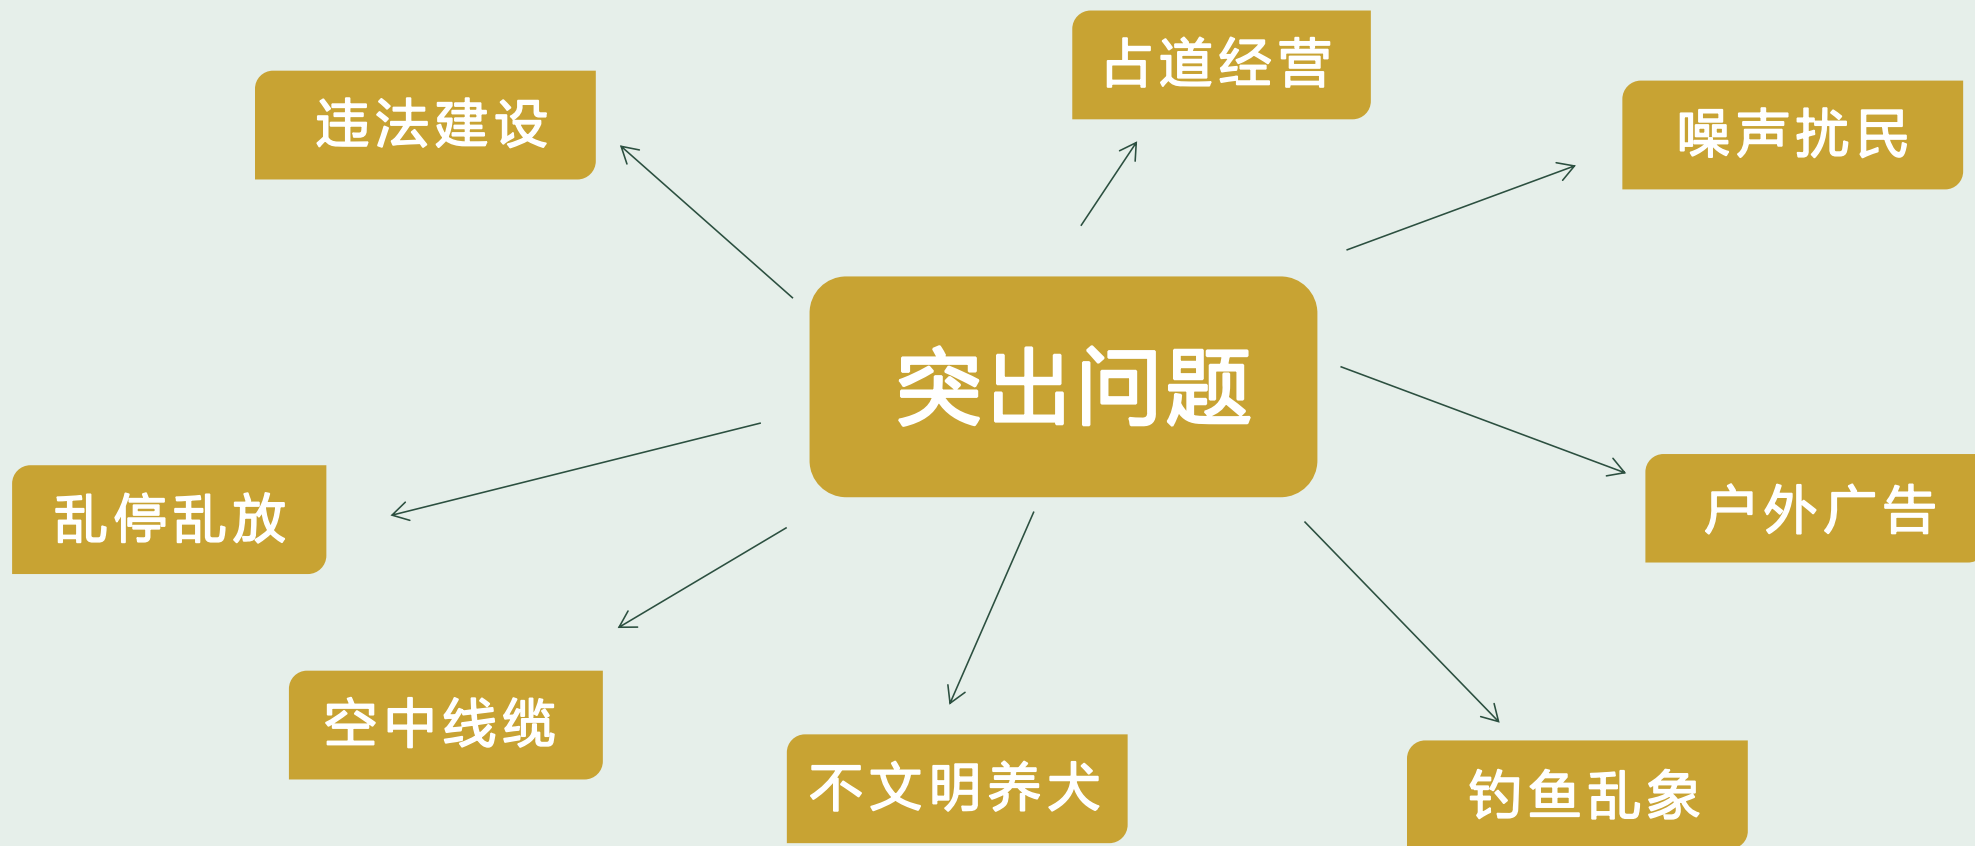 占道经营
违法建设
噪声扰民
突出问题
乱停乱放
户外广告
空中线缆
不文明养犬
钓鱼乱象